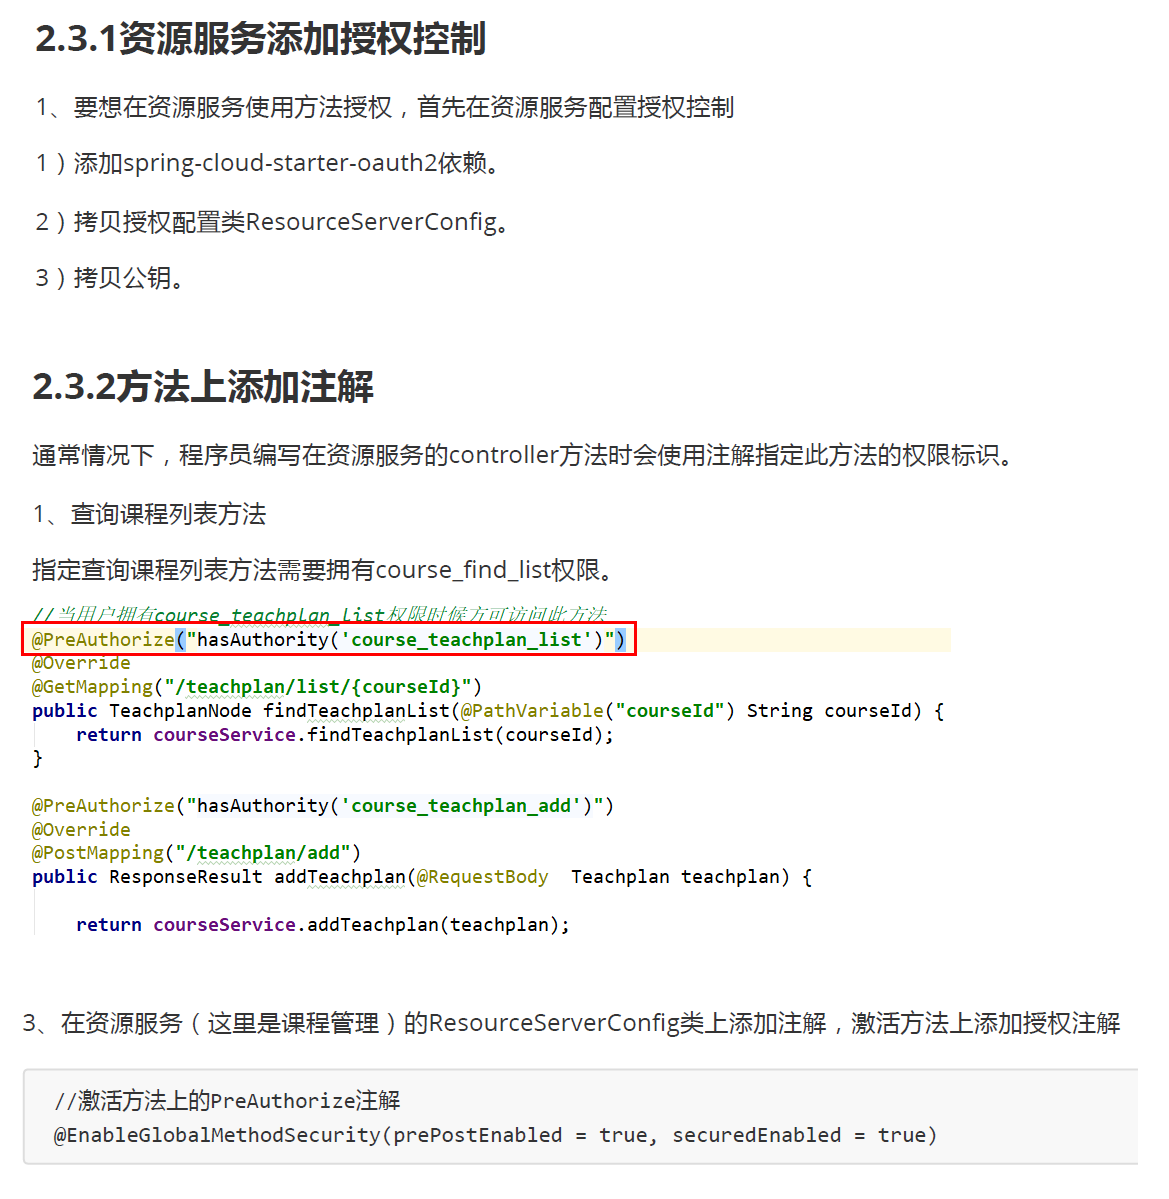 2.3.1资源服务添加授权控制
1、要想在资源服务使用方法授权，首先在资源服务配置授权控制
1）添加spring-cloud-starter-oauth2依赖。
2）拷贝授权配置类ResourceServerConfig。
3）拷贝公钥。
2.3.2方法上添加注解
通常情况下，程序员编写在资源服务的controller方法时会使用注解指定此方法的权限标识。
1、查询课程列表方法
指定查询课程列表方法需要拥有course_find_list权限。
//当用户拥有course_teachplan_list权限时候方可访问此方法
@PreAuthorize("hasAuthority('course_teachplan_list')")
@Override
@GetMapping("/teachplan/list/{courseId}")
public TeachplanNode findTeachplanList(@PathVariable("courseId") String courseId) {
    return courseService.findTeachplanList(courseId);
}
@PreAuthorize("hasAuthority('course_teachplan_add')")
@Override
@PostMapping("/teachplan/add")
public ResponseResult addTeachplan(@RequestBody  Teachplan teachplan) {
    return courseService.addTeachplan(teachplan);
3、在资源服务（这里是课程管理）的ResourceServerConfig类上添加注解，激活方法上添加授权注解
//激活方法上的PreAuthorize注解
@EnableGlobalMethodSecurity(prePostEnabled = true, securedEnabled = true)